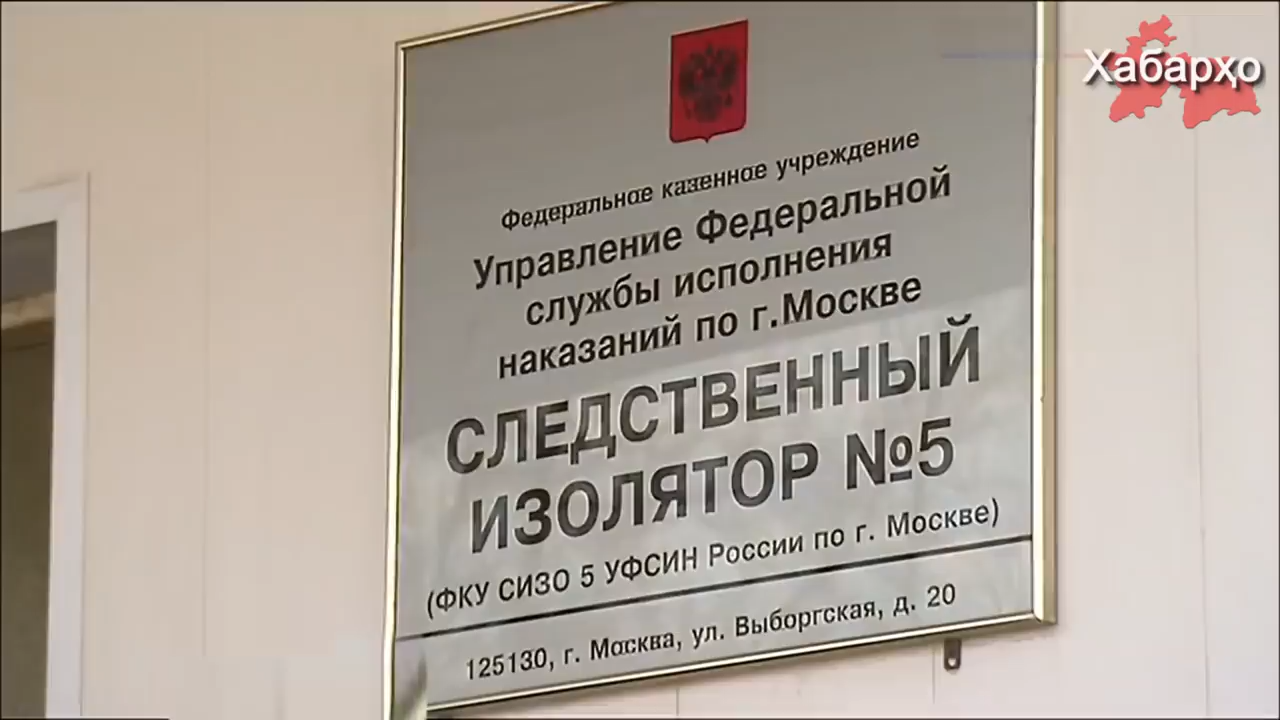 Хабарҳо
Федеральное казенное учреждение
Управление Федеральной
службы исполнения
наказаний по г.Москве
СЛЕДСТВЕННЫЙ
ИЗОЛЯТОР №5
(ФКУ СИЗО 5 УФСИН России по г. Москве)
125130, г. Москва, ул. Выборгская, д. 20